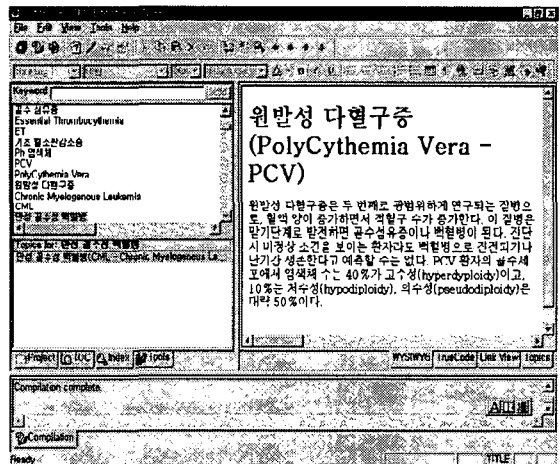 File Edit View Tools Help
Keyword
골수 섬유증
Essential Thrombucythemia
ET
기초 혈소판감소증
Ph 염색체
PCV
PolyCythemia Vera
원발성 다혈구증
Chronic Myelogenous Leukemis
CML
만성 골수성 백혈병
Topics for: 만성 골수성 백혈병
만성 골수성 백혈병(CML - Chronic Myelogenous La...
Project TOC Index Tools
원발성 다혈구증
(PolyCythemia Vera -
PCV)
원발성 다혈구증은 두 번째로 광범위하게 연구되는 질병으
로, 혈액 양이 증가하면서 적혈구 수가 증가한다. 이 질병은
말기단계로 발전하면 골수섬유증이나 백혈병이 된다. 진단
시 비정상 소견을 보이는 환자라도 백혈병으로 진전되거나
난기간 생존한다고 예측할 수는 없다. PCV 환자의 골수세
포에서 염색체 수는 40%가 고수성(hyperdyploidy)이고,
10%는 저수성(hypodiploidy), 의수성(pseudodiploidy)은
대략 50%이다.
WYSIWYG TrueCode Link View Topics
Compilation complete.
Compilation
Ready
TITLE